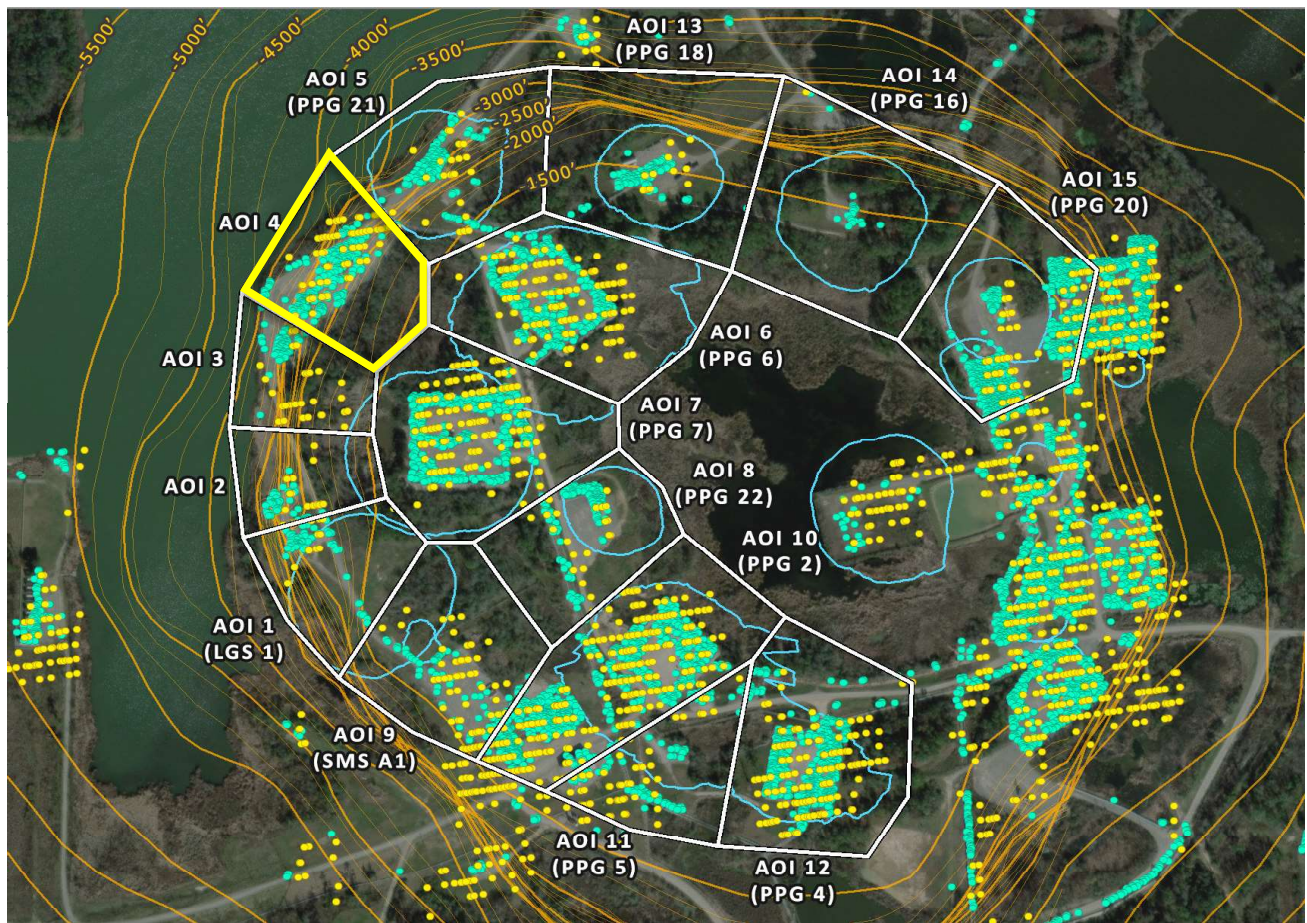 -5500'
-5000'
-4500'
-4000'
-3500'
-3000'
-2500'
-2000'
-1500'
AOI 13
(PPG 18)
AOI 14
(PPG 16)
AOI 5
(PPG 21)
AOI 15
(PPG 20)
AOI 4
AOI 3
AOI 6
(PPG 6)
AOI 7
(PPG 7)
AOI 8
(PPG 22)
AOI 2
AOI 10
(PPG 2)
AOI 1
(LGS 1)
AOI 9
(SMS A1)
AOI 11
(PPG 5)
AOI 12
(PPG 4)